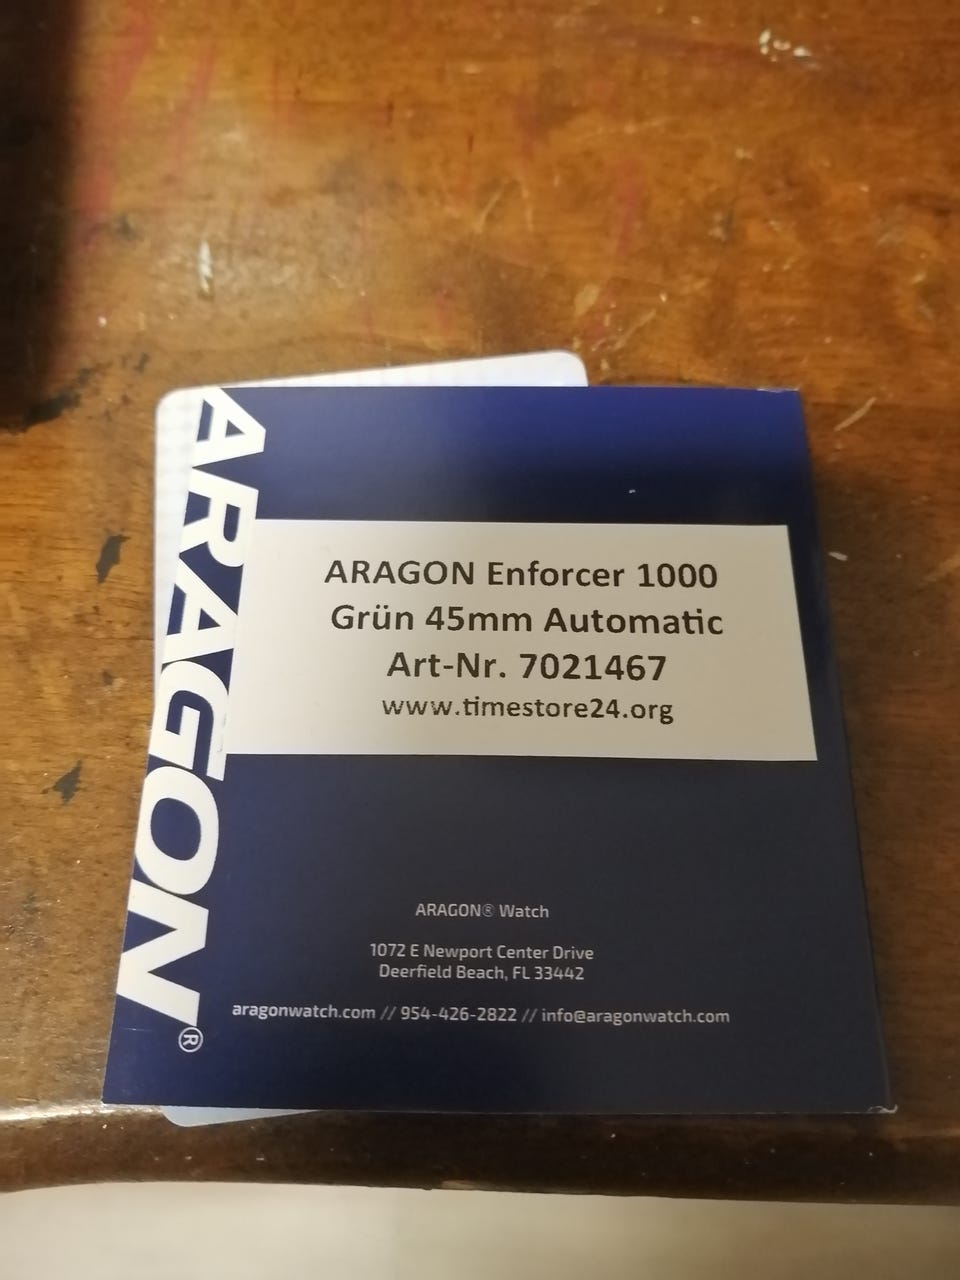 ARAGON®
ARAGON Enforcer 1000
Grün 45mm Automatic
Art-Nr. 7021467
www.timestore24.org
ARAGON® Watch
1072 E Newport Center Drive
Deerfield Beach, FL 33442
aragonwatch.com // 954-426-2822 // info@aragonwatch.com